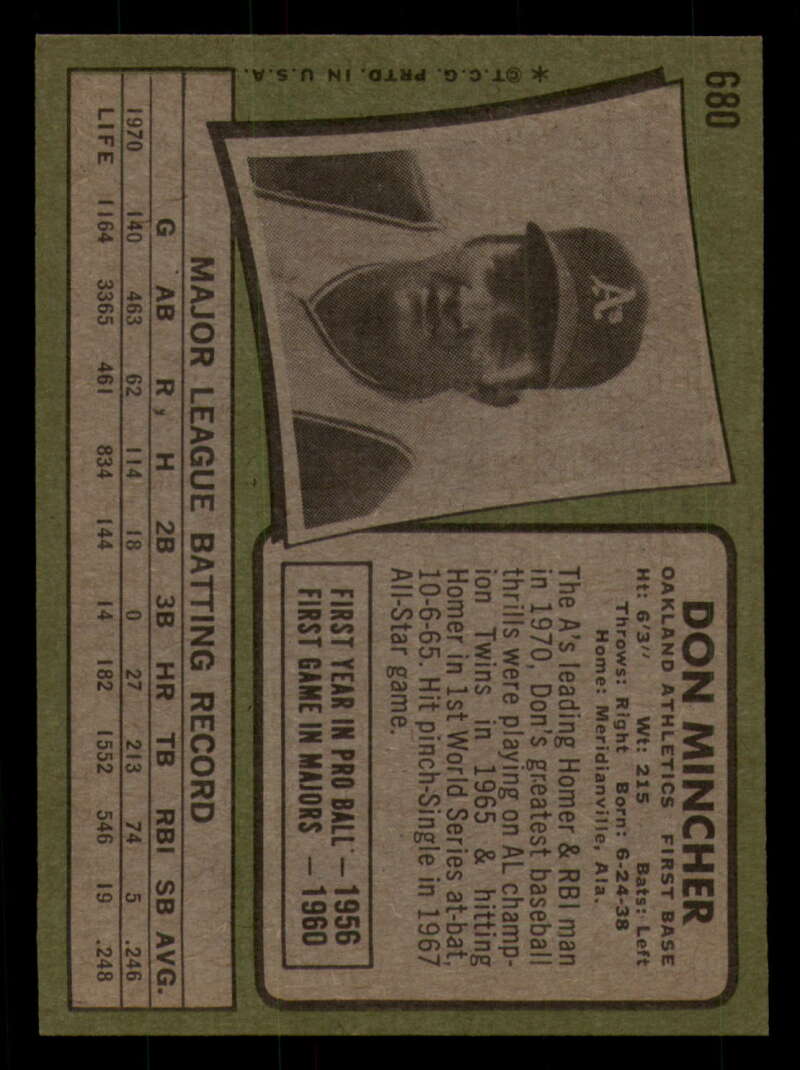 680
* ©T.C.G. PRTD. IN U.S.A.
A's
DON MINCHER
OAKLAND ATHLETICS FIRST BASE
Ht: 6'3" Wt: 215 Bats: Left
Throws: Right Born: 6-24-38
Home: Meridianville, Ala.
The A's leading Homer & RBI man
in 1970, Don's greatest baseball
thrills were playing on AL champ-
ion Twins in 1965 & hitting
Homer in 1st World Series at-bat,
10-6-65. Hit pinch-Single in 1967
All-Star game.
FIRST YEAR IN PRO BALL — 1956
FIRST GAME IN MAJORS — 1960
MAJOR LEAGUE BATTING RECORD
G AB R H 2B 3B HR TB RBI SB AVG.
1970 140 463 62 114 18 0 27 213 74 5 .246
LIFE 1164 3365 461 834 144 14 182 1552 546 19 .248